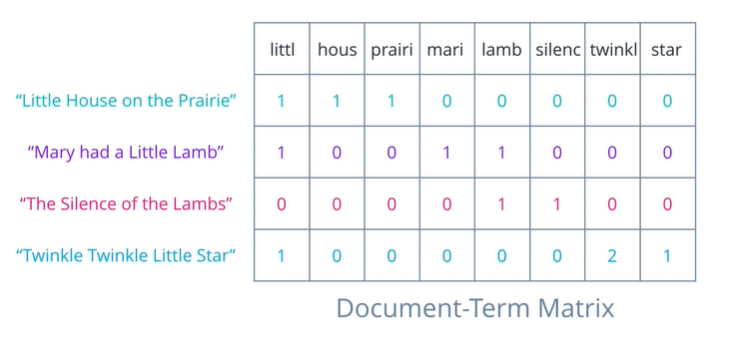 littl hous prairi mari lamb silenc twinkl star
“Little House on the Prairie” 1 1 1 0 0 0 0 0
“Mary had a Little Lamb” 1 0 0 1 1 0 0 0
“The Silence of the Lambs” 0 0 0 0 1 1 0 0
“Twinkle Twinkle Little Star” 1 0 0 0 0 0 2 1
Document-Term Matrix